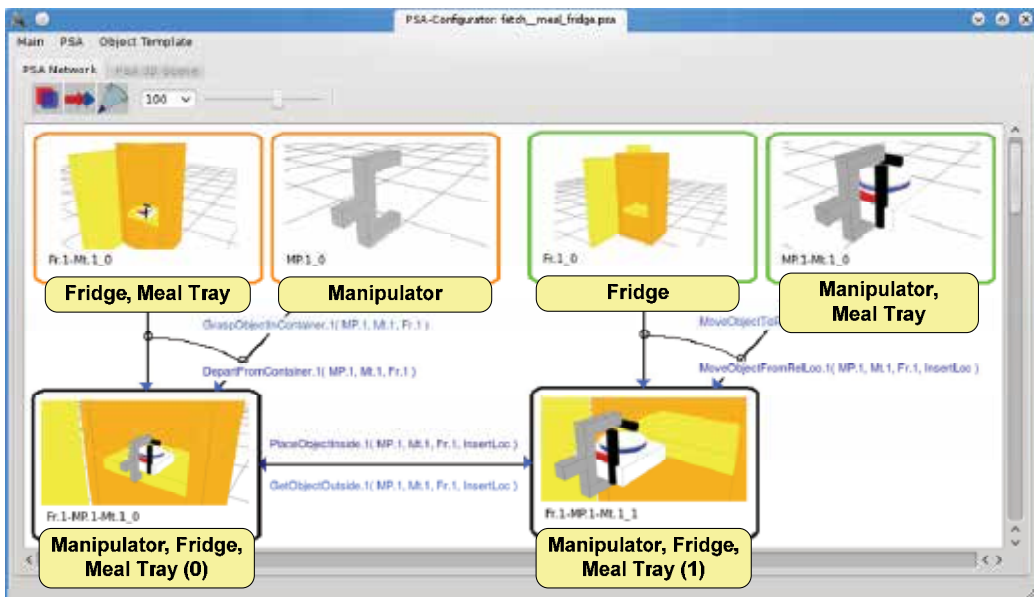 PSA-Configurator: fetch__meal_fridge.psa
Main PSA Object Template
PSA Network PSA 3D Scene
100
Fr.1-Mt.1_0
MP.1_0
Fr.1_0
MP.1-Mt.1_0
Fridge, Meal Tray
Manipulator
Fridge
Manipulator,
Meal Tray
GraspObjectInContainer.1( MP.1, Mt.1, Fr.1 )
MoveObjectToR
DepartFromContainer.1( MP.1, Mt.1, Fr.1 )
MoveObjectFromRelLoc.1( MP.1, Mt.1, Fr.1, InsertLoc )
PlaceObjectInside.1( MP.1, Mt.1, Fr.1, InsertLoc )
GetObjectOutside.1( MP.1, Mt.1, Fr.1, InsertLoc )
Fr.1-MP.1-Mt.1_0
Fr.1-MP.1-Mt.1_1
Manipulator, Fridge,
Meal Tray (0)
Manipulator, Fridge,
Meal Tray (1)